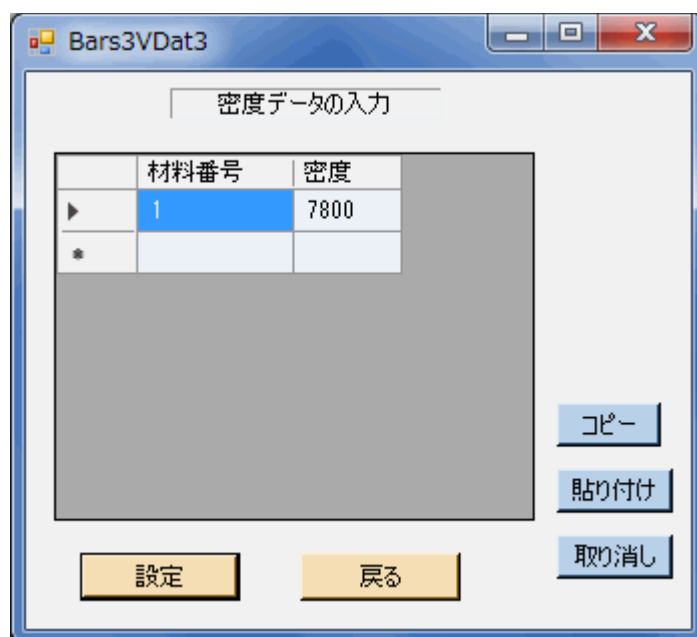 Bars3VDat3
密度データの入力
材料番号 密度
1 7800
コピー
貼り付け
取り消し
設定 戻る